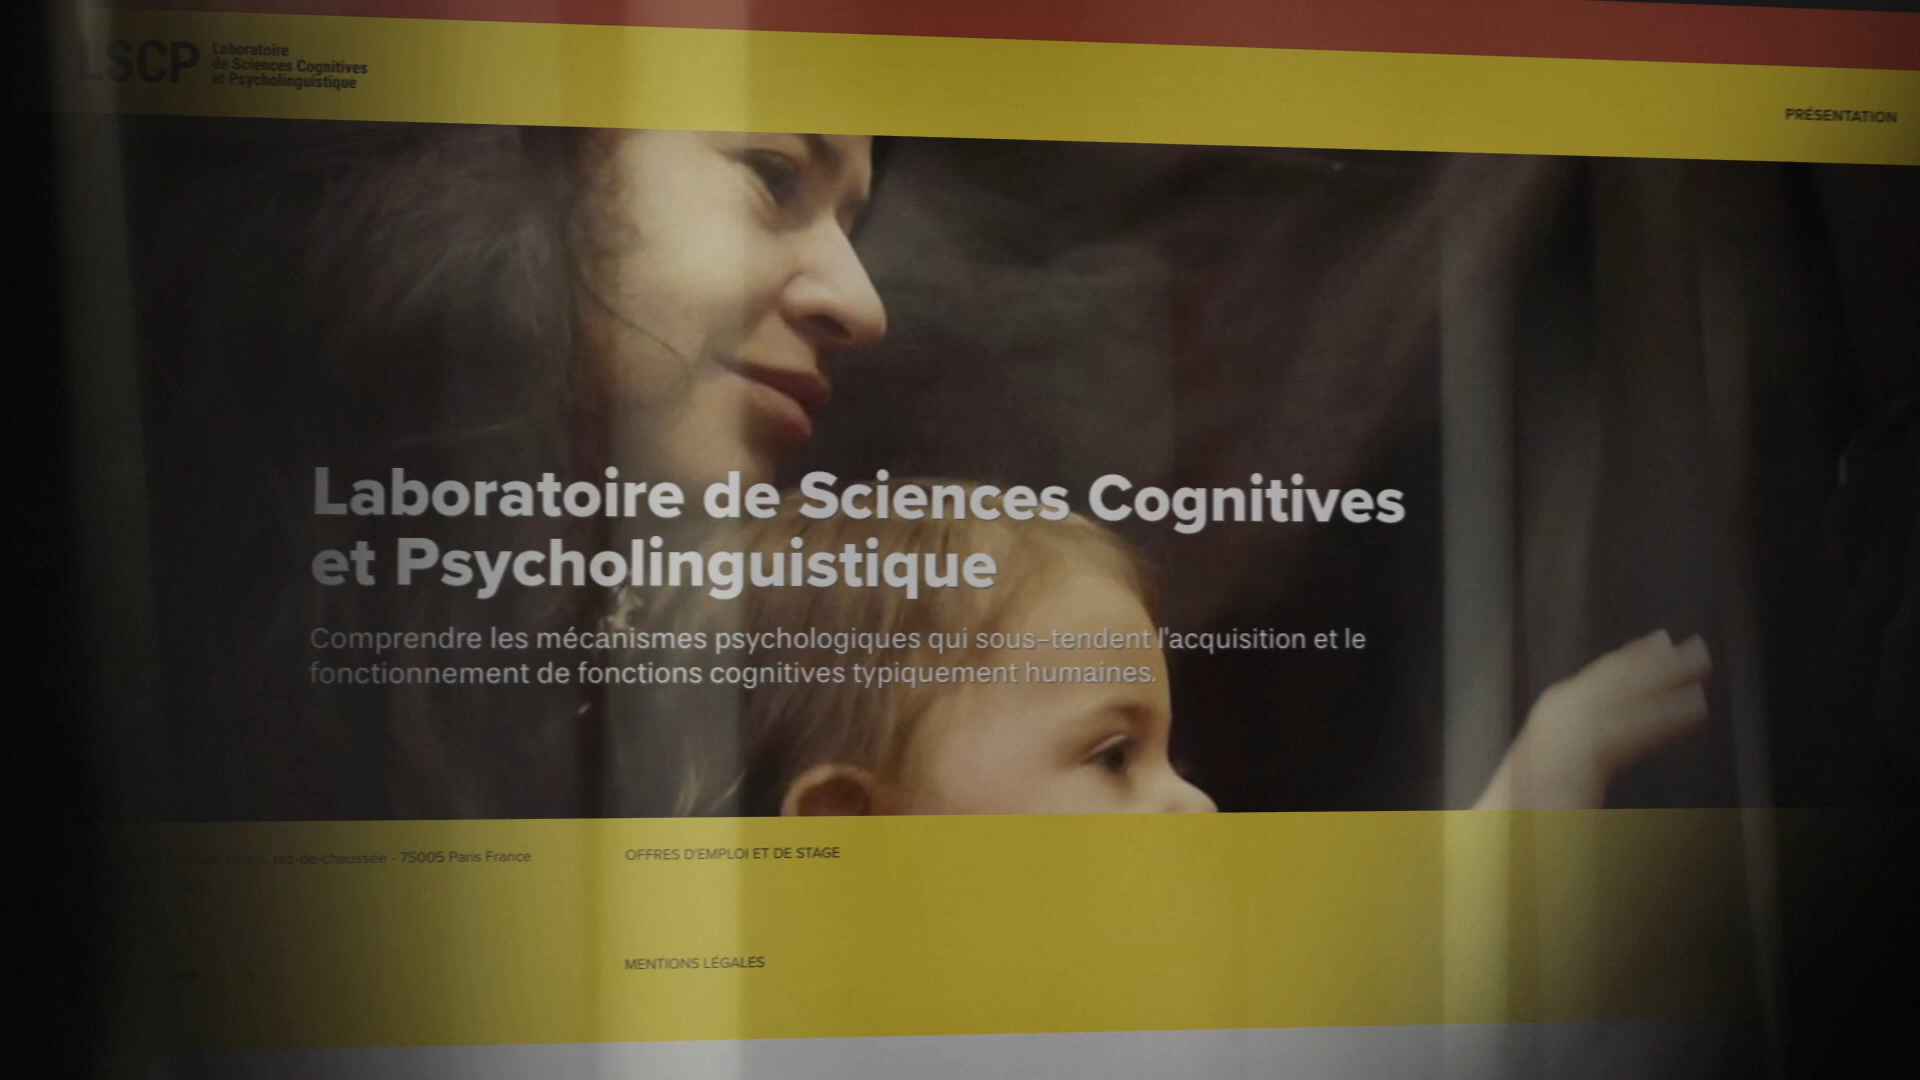 LSCP
Laboratoire
de Sciences Cognitives
et Psycholinguistique
PRÉSENTATION
Laboratoire de Sciences Cognitives
et Psycholinguistique
Comprendre les mécanismes psychologiques qui sous-tendent l'acquisition et le
fonctionnement de fonctions cognitives typiquement humaines.
rez-de-chaussée - 75005 Paris France
OFFRES D'EMPLOI ET DE STAGE
MENTIONS LÉGALES